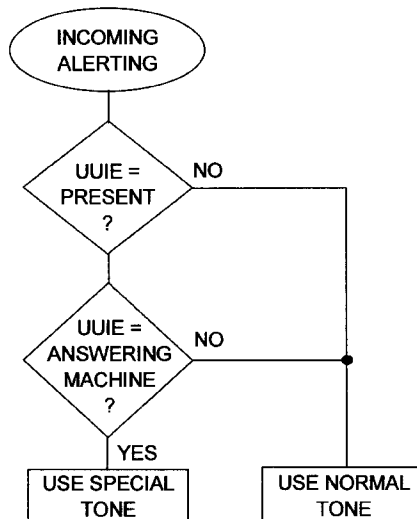 INCOMING
ALERTING
UUIE =
PRESENT
?
NO
UUIE =
ANSWERING
MACHINE
?
NO
YES
USE SPECIAL
TONE
USE NORMAL
TONE